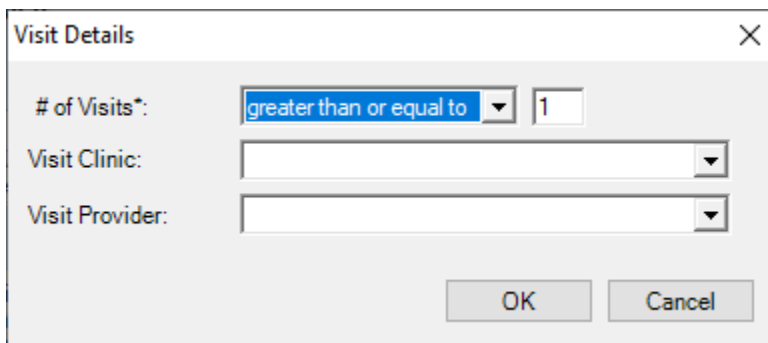 Visit Details
# of Visits*: greater than or equal to 1
Visit Clinic:
Visit Provider:
OK Cancel